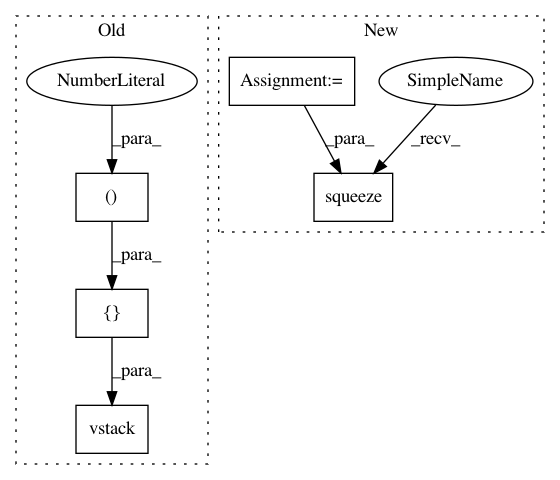 Old
New
NumberLiteral
Assignment:=
SimpleName
_para_
_para_
_recv_
()
squeeze
_para_
{}
_para_
vstack